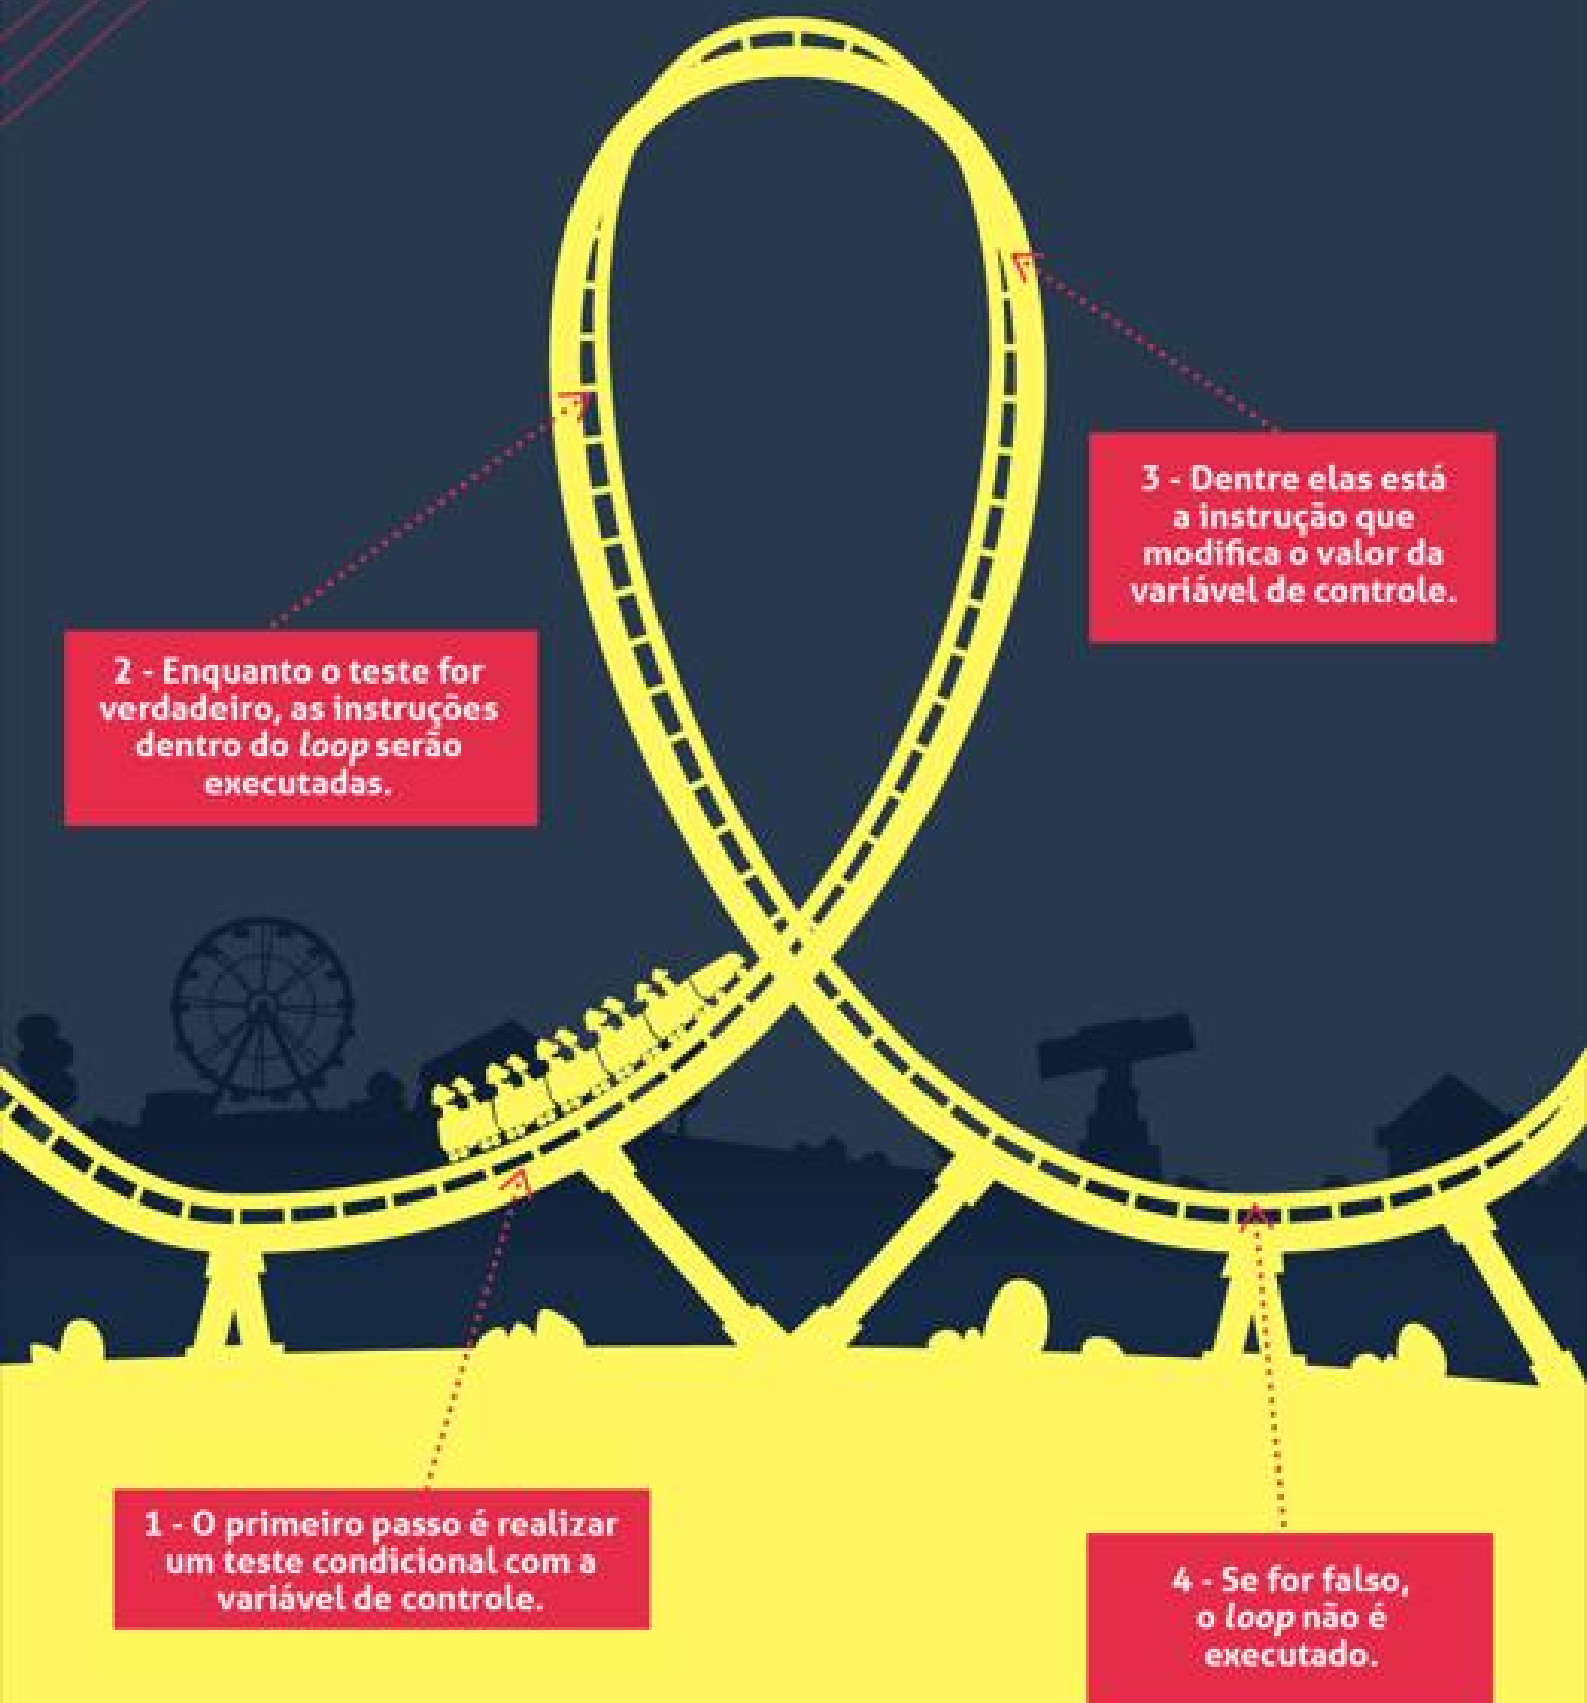 3 - Dentre elas está
a instrução que
modifica o valor da
variável de controle.
2 - Enquanto o teste for
verdadeiro, as instruções
dentro do loop serão
executadas.
1 - O primeiro passo é realizar
um teste condicional com a
variável de controle.
4 - Se for falso,
o loop não é
executado.